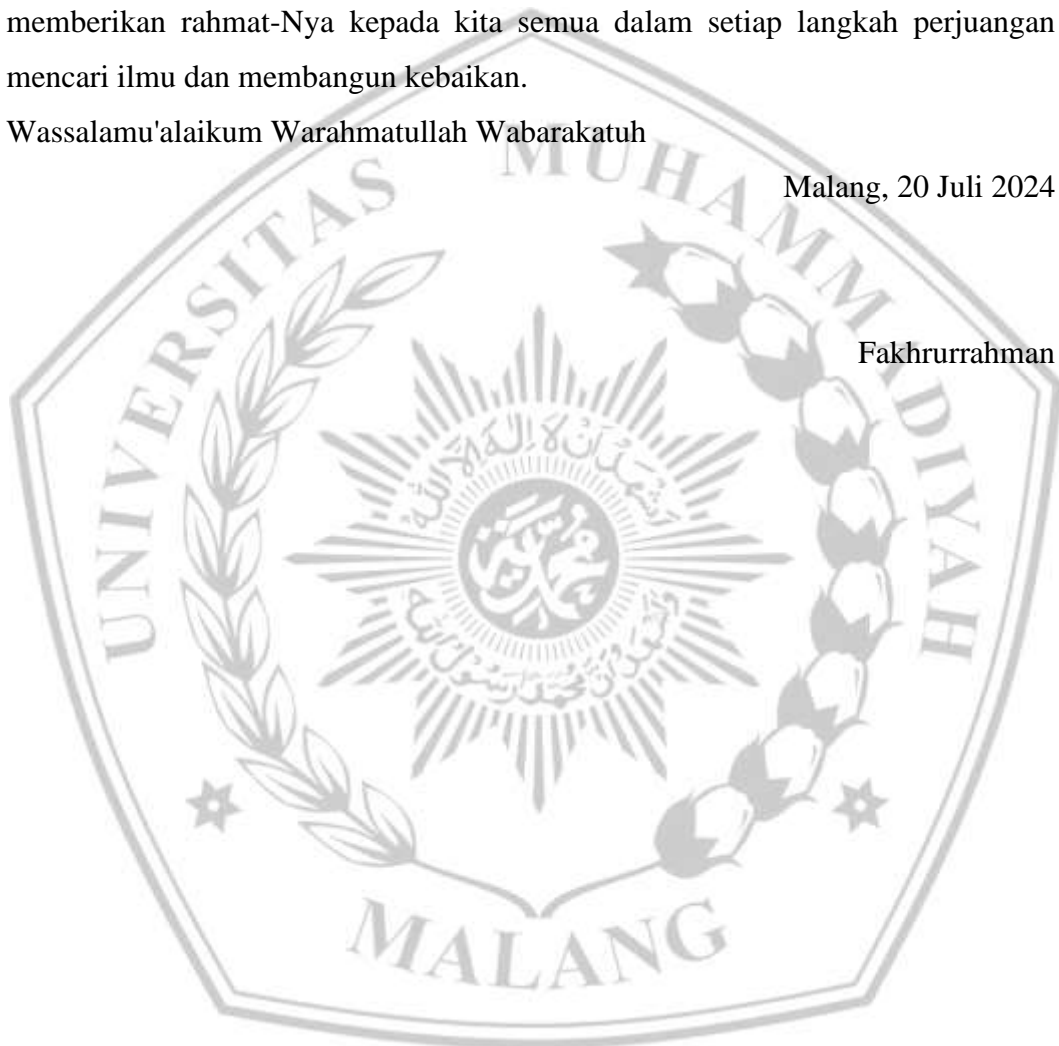 memberikan rahmat-Nya kepada kita semua dalam setiap langkah perjuangan
mencari ilmu dan membangun kebaikan.
Wassalamu'alaikum Warahmatullah Wabarakatuh
Malang, 20 Juli 2024
Fakhrurrahman
UNIVERSITAS MUHAMMADIYAH
MALANG